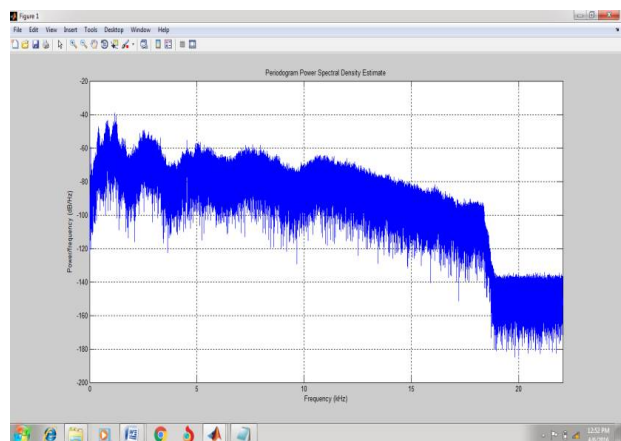 Figure 1
File Edit View Insert Tools Desktop Window Help
Periodogram Power Spectral Density Estimate
-20
-40
-60
-80
-100
-120
-140
-160
-180
-200
Power/frequency (dB/Hz)
0 5 10 15 20
Frequency (kHz)
12:52 PM